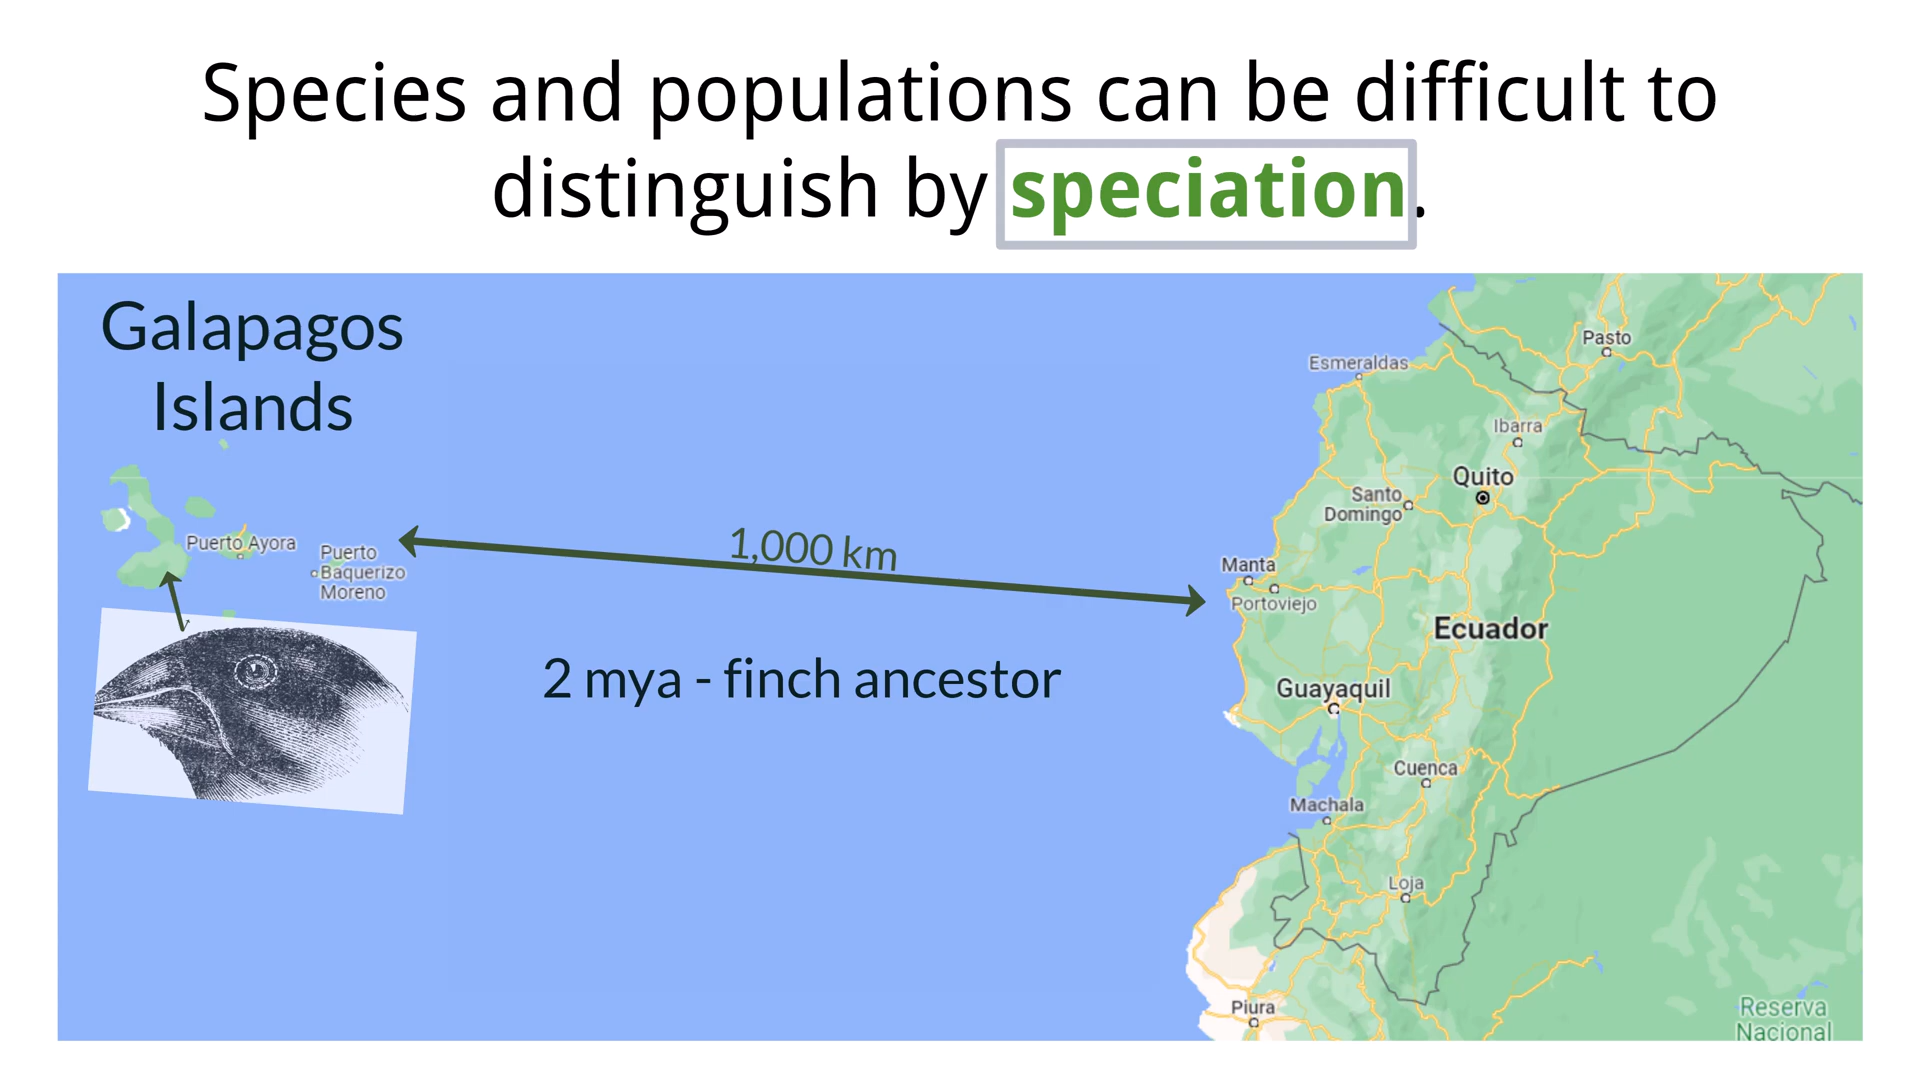 Species and populations can be difficult to
distinguish by speciation.
Galapagos
Islands
Pasto
Esmeraldas
Ibarra
Quito
Santo
Domingo
Puerto Ayora
Puerto
Baquerizo
Moreno
1,000 km
Manta
Portoviejo
Ecuador
2 mya - finch ancestor
Guayaquil
Cuenca
Machala
Loja
Piura
Reserva
Nacional